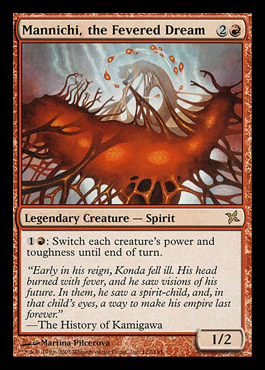 Mannichi, the Fevered Dream 2
Legendary Creature — Spirit
1 : Switch each creature's power and
toughness until end of turn.
"Early in his reign, Konda fell ill. His head
burned with fever, and he saw visions of his
future. In them, he saw a spirit-child, and, in
that child's eyes, a way to make his empire last
forever."
—The History of Kamigawa
Martina Pilcerova
1/2